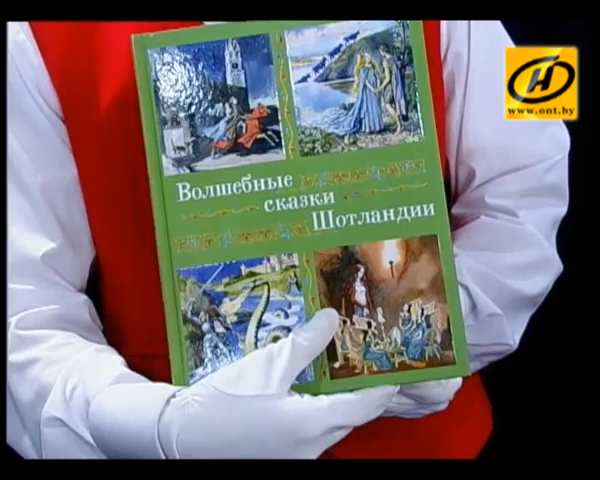 Н
www.ont.by
Волшебные
сказки
Шотландии